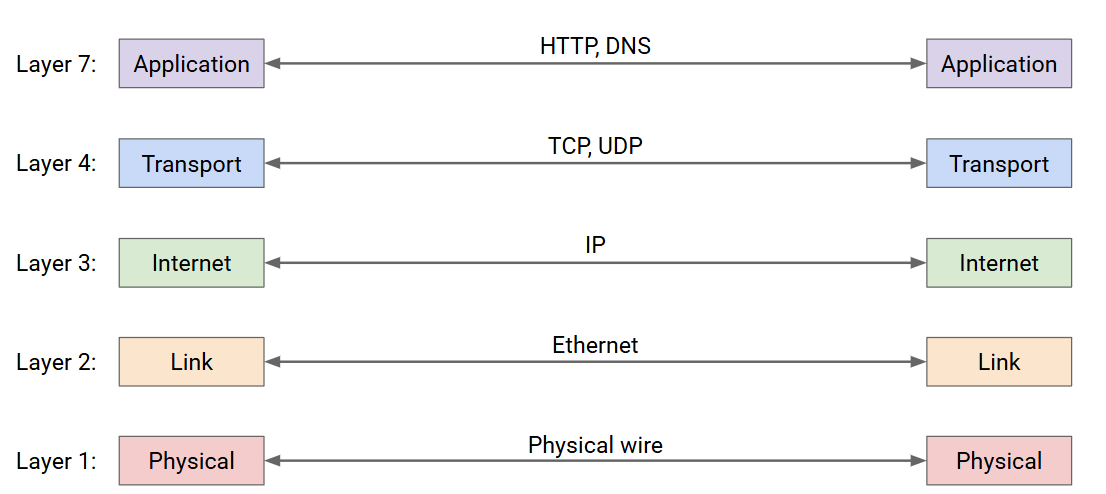 HTTP, DNS
Layer 7: Application Application
TCP, UDP
Layer 4: Transport Transport
IP
Layer 3: Internet Internet
Ethernet
Layer 2: Link Link
Physical wire
Layer 1: Physical Physical